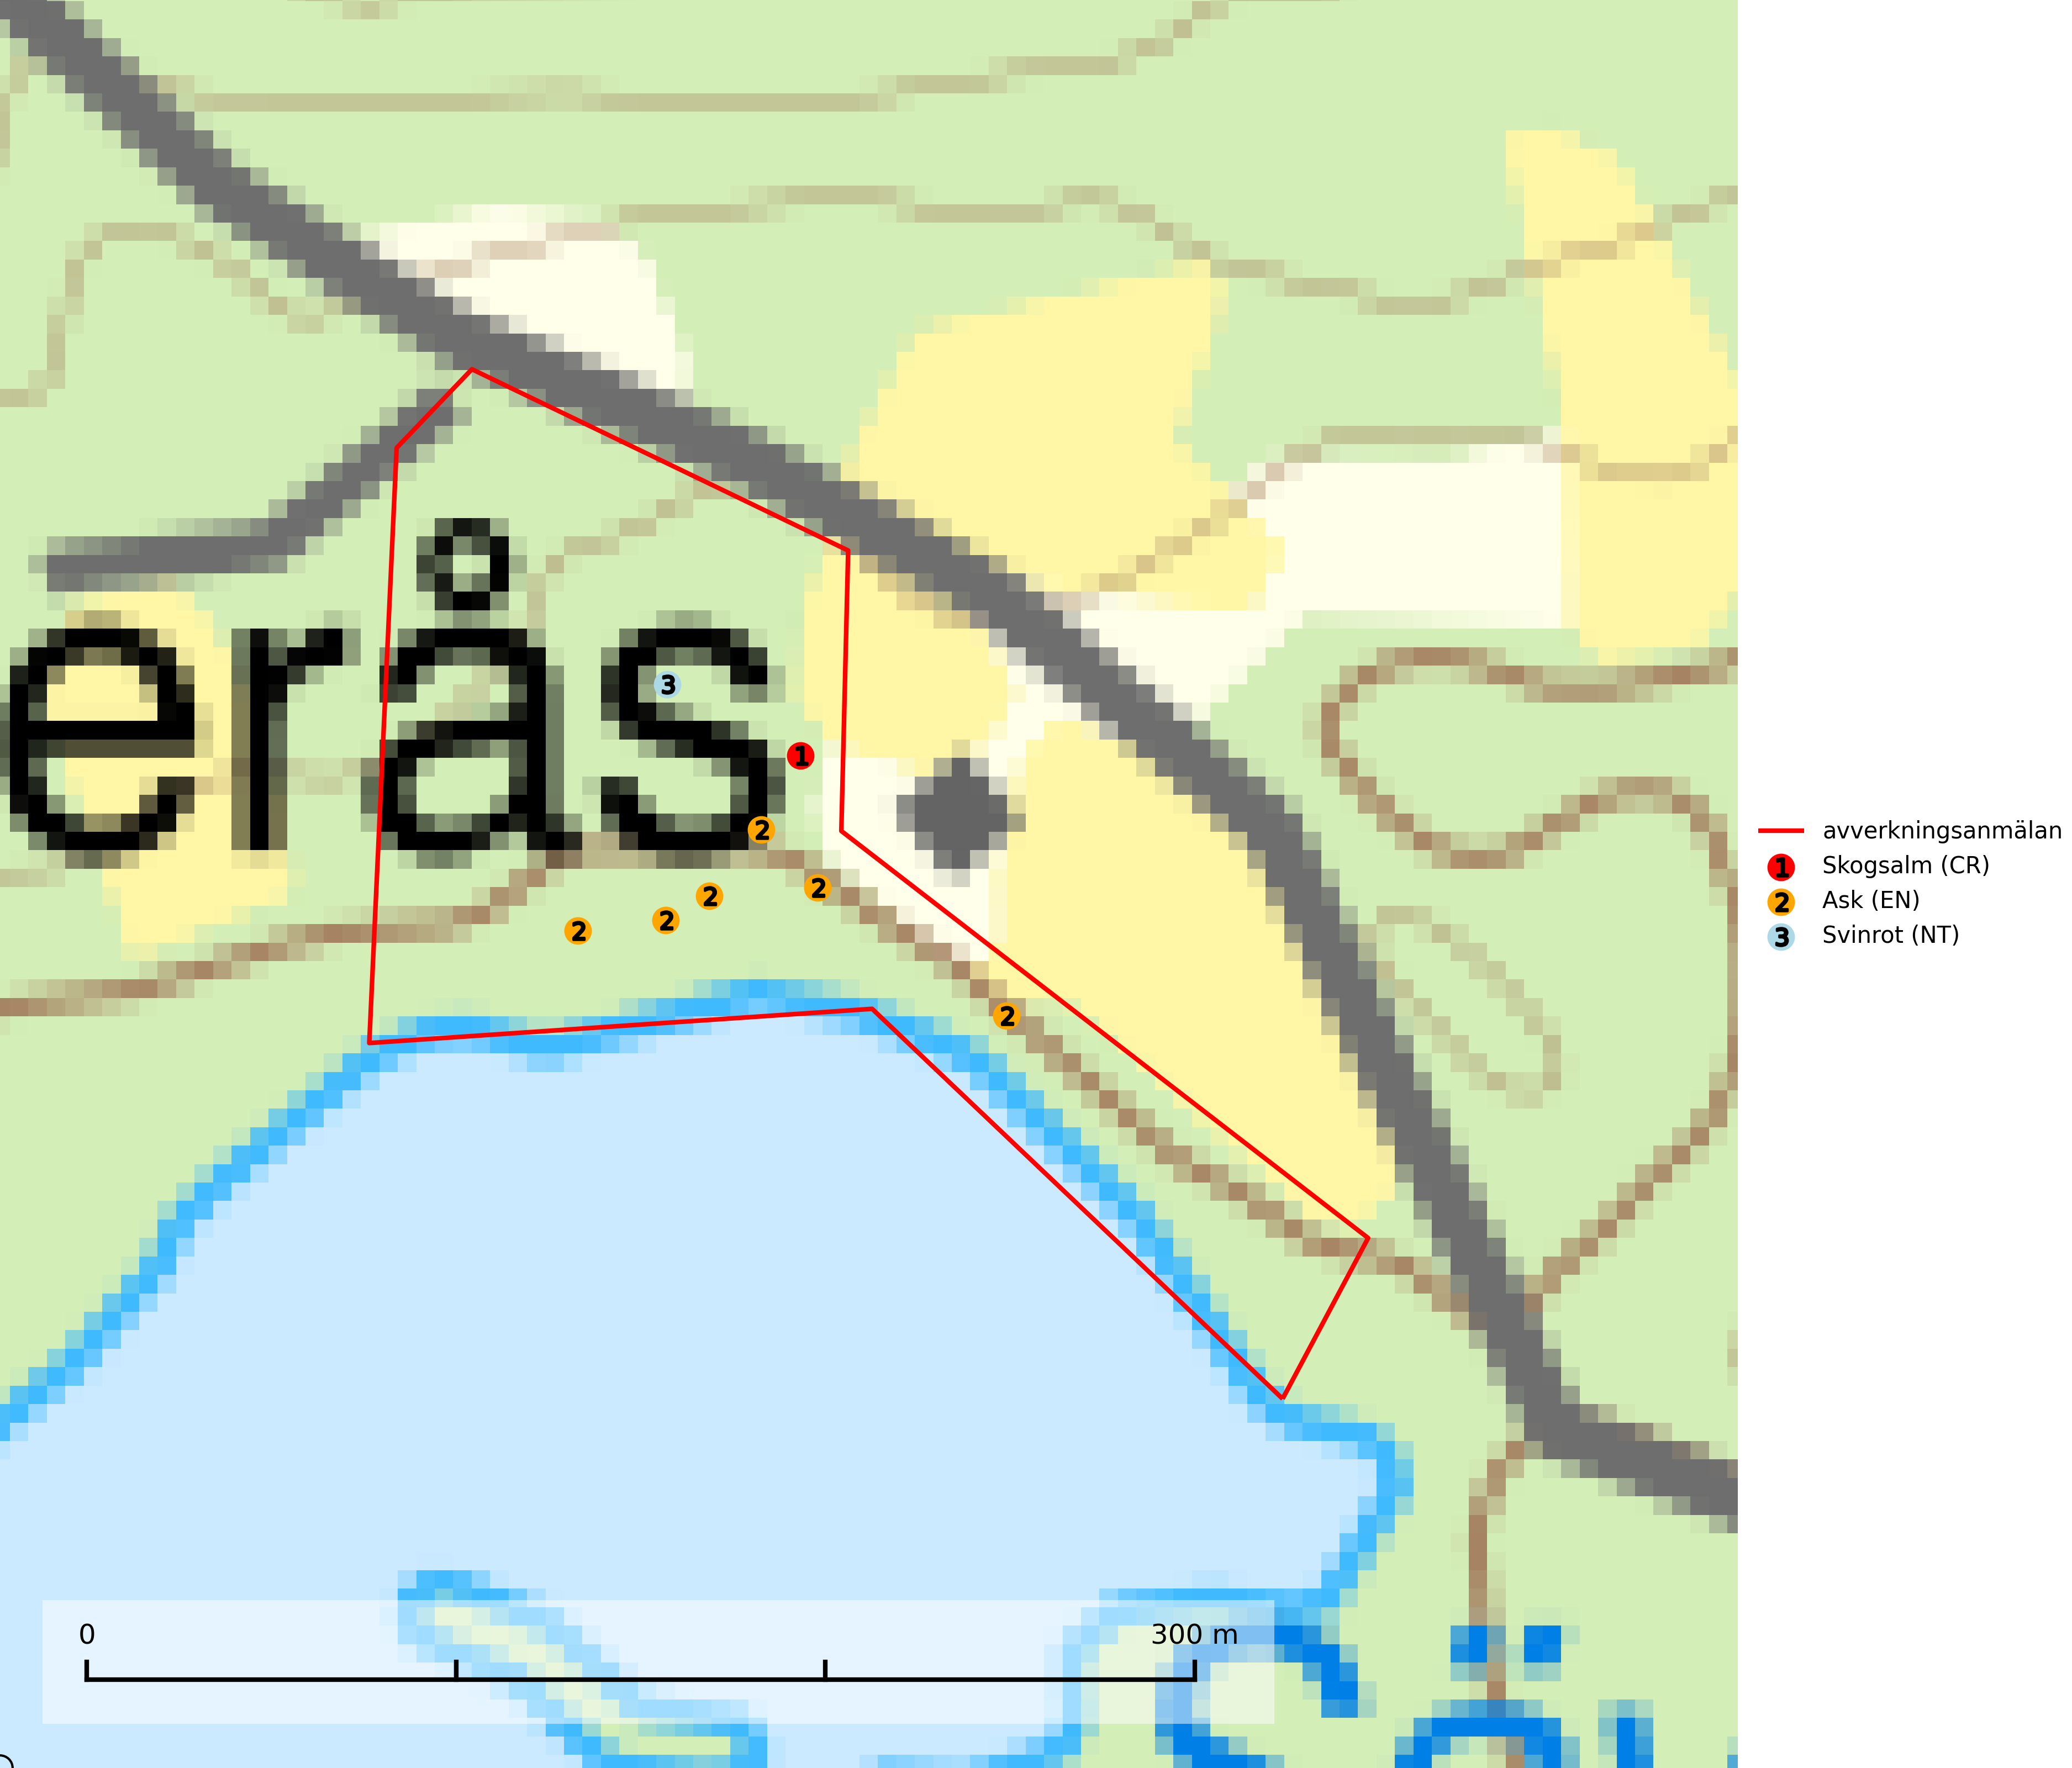 erås
3
1
2
2
2
2
2
2
avverkningsanmälan
1 Skogsalm (CR)
2 Ask (EN)
3 Svinrot (NT)
0 300 m